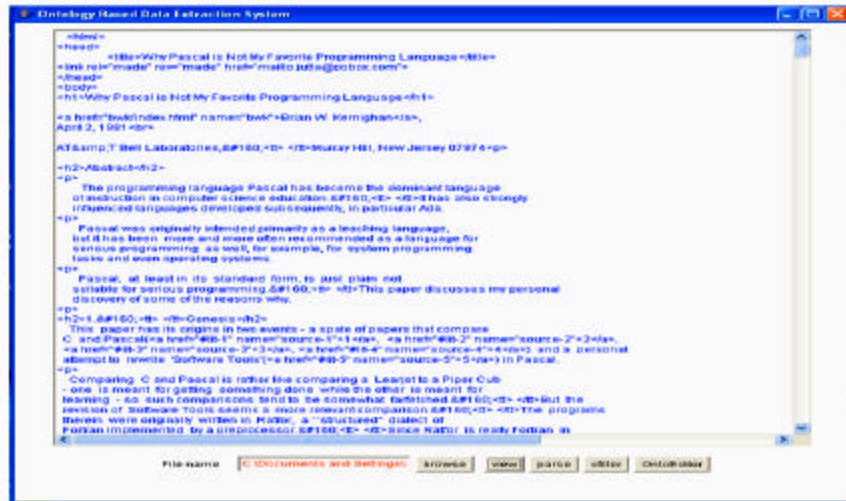 Ontology Based Data Extraction System
<html>
<head>
<title>Why Pascal is Not My Favorite Programming Language</title>
<link rel="made" rev="made" href="mailto:jutta@pobox.com">
</head>
<body>
<h1>Why Pascal is Not My Favorite Programming Language</h1>
<a href="bwk/index.html" name="bwk">Brian W. Kernighan</a>,
April 2, 1981<br>
AT&amp;T Bell Laboratories,&#160;<tt> </tt>Murray Hill, New Jersey 07974<p>
<h2>Abstract</h2>
<p>
The programming language Pascal has become the dominant language
of instruction in computer science education.&#160;<tt> </tt>It has also strongly
influenced languages developed subsequently, in particular Ada.
<p>
Pascal was originally intended primarily as a teaching language,
but it has been more and more often recommended as a language for
serious programming as well, for example, for system programming
tasks and even operating systems.
<p>
Pascal, at least in its standard form, is just plain not
suitable for serious programming.&#160;<tt> </tt>This paper discusses my personal
discovery of some of the reasons why.
<p>
<h2>1.&#160;<tt> </tt>Genesis</h2>
This paper has its origins in two events - a spate of papers that compare
C and Pascal(<a href="#lit-1" name="source-1">1</a>, <a href="#lit-2" name="source-2">2</a>,
<a href="#lit-3" name="source-3">3</a>, <a href="#lit-4" name="source-4">4</a>) and a personal
attempt to rewrite 'Software Tools'(<a href="#lit-5" name="source-5">5</a>) in Pascal.
<p>
Comparing C and Pascal is rather like comparing a Learjet to a Piper Cub
- one is meant for getting something done while the other is meant for
learning - so such comparisons tend to be somewhat farfetched.&#160;<tt> </tt>But the
revision of Software Tools seems a more relevant comparison.&#160;<tt> </tt>The programs
therein were originally written in Ratfor, a ``structured'' dialect of
Fortran implemented by a preprocessor.&#160;<tt> </tt>Since Ratfor is really Fortran in
File name C:\Documents and Settings\ browse view parse efilter